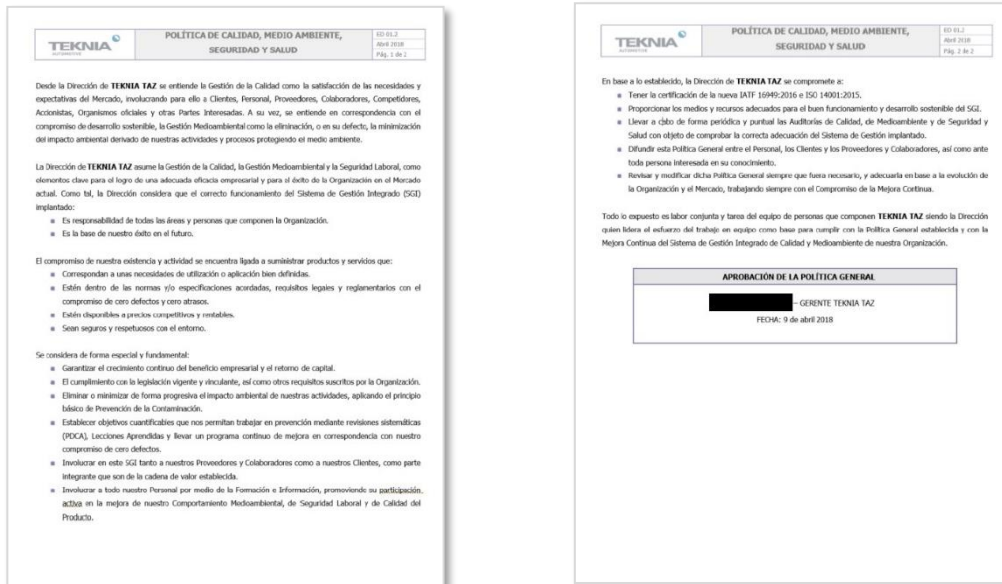 TEKNIA
AUTOMOTIVE
POLÍTICA DE CALIDAD, MEDIO AMBIENTE,
SEGURIDAD Y SALUD
ED 01.2
Abril 2018
Pág. 1 de 2
Desde la Dirección de TEKNIA TAZ se entiende la Gestión de la Calidad como la satisfacción de las necesidades y
expectativas del Mercado, involucrando para ello a Clientes, Personal, Proveedores, Colaboradores, Competidores,
Accionistas, Organismos oficiales y otras Partes Interesadas. A su vez, se entiende en correspondencia con el
compromiso de desarrollo sostenible, la Gestión Medioambiental como la eliminación, o en su defecto, la minimización
del impacto ambiental derivado de nuestras actividades y procesos protegiendo el medio ambiente.
La Dirección de TEKNIA TAZ asume la Gestión de la Calidad, la Gestión Medioambiental y la Seguridad Laboral, como
elementos clave para el logro de una adecuada eficacia empresarial y para el éxito de la Organización en el Mercado
actual. Como tal, la Dirección considera que el correcto funcionamiento del Sistema de Gestión Integrado (SGI)
implantado:
Es responsabilidad de todas las áreas y personas que componen la Organización.
Es la base de nuestro éxito en el futuro.
El compromiso de nuestra existencia y actividad se encuentra ligada a suministrar productos y servicios que:
Correspondan a unas necesidades de utilización o aplicación bien definidas.
Estén dentro de las normas y/o especificaciones acordadas, requisitos legales y reglamentarios con el
compromiso de cero defectos y cero atrasos.
Estén disponibles a precios competitivos y rentables.
Sean seguros y respetuosos con el entorno.
Se considera de forma especial y fundamental:
Garantizar el crecimiento continuo del beneficio empresarial y el retorno de capital.
El cumplimiento con la legislación vigente y vinculante, así como otros requisitos suscritos por la Organización.
Eliminar o minimizar de forma progresiva el impacto ambiental de nuestras actividades, aplicando el principio
básico de Prevención de la Contaminación.
Establecer objetivos cuantificables que nos permitan trabajar en prevención mediante revisiones sistemáticas
(PDCA), Lecciones Aprendidas y llevar un programa continuo de mejora en correspondencia con nuestro
compromiso de cero defectos.
Involucrar en este SGI tanto a nuestros Proveedores y Colaboradores como a nuestros Clientes, como parte
integrante que son de la cadena de valor establecida.
Involucrar a todo nuestro Personal por medio de la Formación e Información, promoviendo su participación
activa en la mejora de nuestro Comportamiento Medioambiental, de Seguridad Laboral y de Calidad del
Producto.
TEKNIA
AUTOMOTIVE
POLÍTICA DE CALIDAD, MEDIO AMBIENTE,
SEGURIDAD Y SALUD
ED 01.2
Abril 2018
Pág. 2 de 2
En base a lo establecido, la Dirección de TEKNIA TAZ se compromete a:
Tener la certificación de la nueva IATF 16949:2016 e ISO 14001:2015.
Proporcionar los medios y recursos adecuados para el buen funcionamiento y desarrollo sostenible del SGI.
Llevar a cabo de forma periódica y puntual las Auditorías de Calidad, de Medioambiente y de Seguridad y
Salud con objeto de comprobar la correcta adecuación del Sistema de Gestión implantado.
Difundir esta Política General entre el Personal, los Clientes y los Proveedores y Colaboradores, así como ante
toda persona interesada en su conocimiento.
Revisar y modificar dicha Política General siempre que fuera necesario, y adecuarla en base a la evolución de
la Organización y el Mercado, trabajando siempre con el Compromiso de la Mejora Continua.
Todo lo expuesto es labor conjunta y tarea del equipo de personas que componen TEKNIA TAZ siendo la Dirección
quien lidera el esfuerzo del trabajo en equipo como base para cumplir con la Política General establecida y con la
Mejora Continua del Sistema de Gestión Integrado de Calidad y Medioambiente de nuestra Organización.
APROBACIÓN DE LA POLÍTICA GENERAL
– GERENTE TEKNIA TAZ
FECHA: 9 de abril 2018